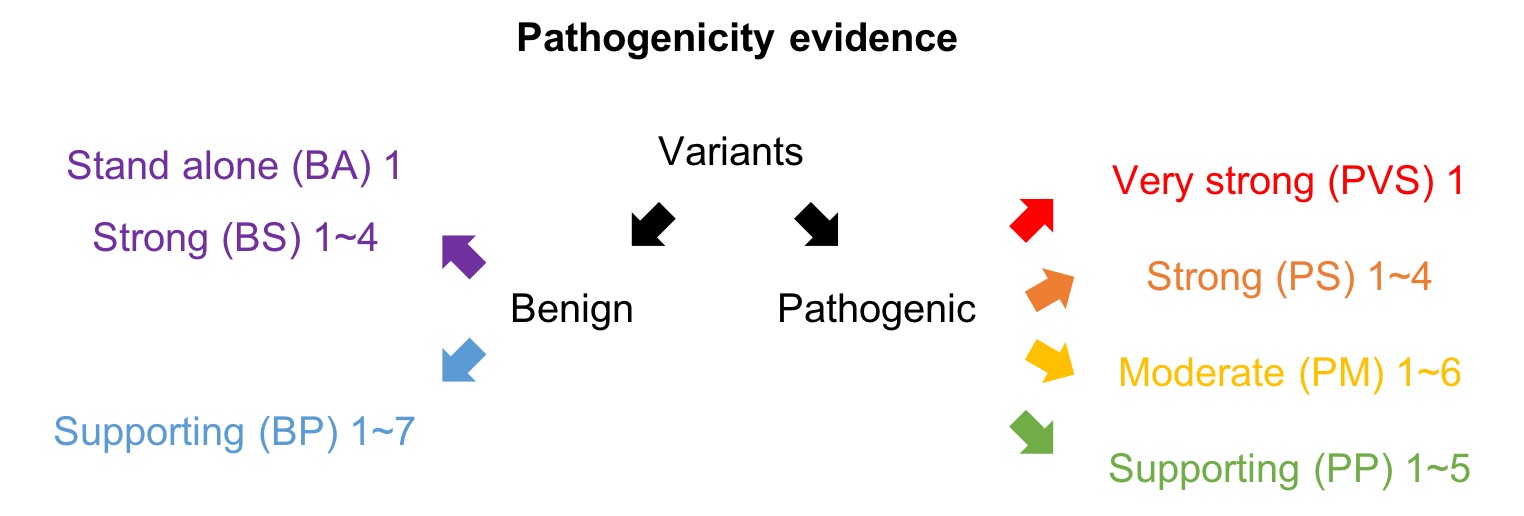 Pathogenicity evidence
Variants
Stand alone (BA) 1
Strong (BS) 1~4
Benign
Supporting (BP) 1~7
Pathogenic
Very strong (PVS) 1
Strong (PS) 1~4
Moderate (PM) 1~6
Supporting (PP) 1~5